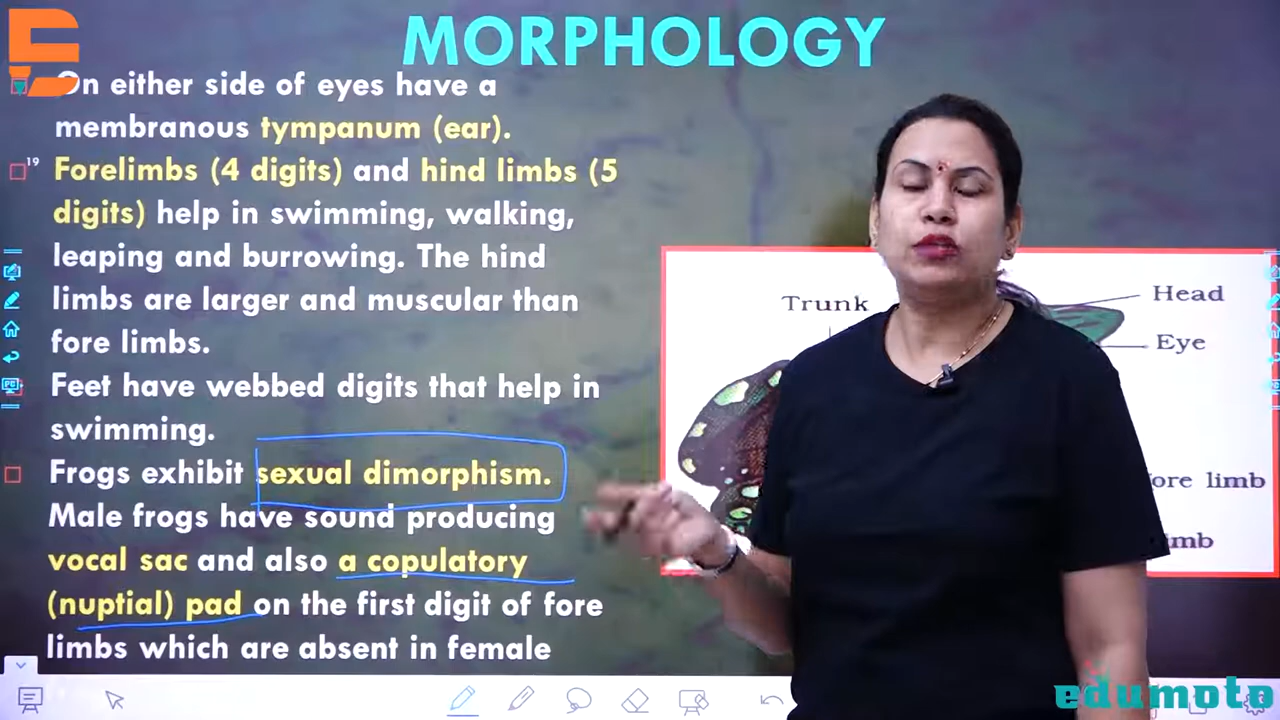 MORPHOLOGY
On either side of eyes have a
membranous tympanum (ear).
19
Forelimbs (4 digits) and hind limbs (5
digits) help in swimming, walking,
leaping and burrowing. The hind
limbs are larger and muscular than
fore limbs.
Feet have webbed digits that help in
swimming.
Frogs exhibit sexual dimorphism.
Male frogs have sound producing
vocal sac and also a copulatory
(nuptial) pad on the first digit of fore
limbs which are absent in female
Trunk
Head
Eye
ore limb
imb
edumoto